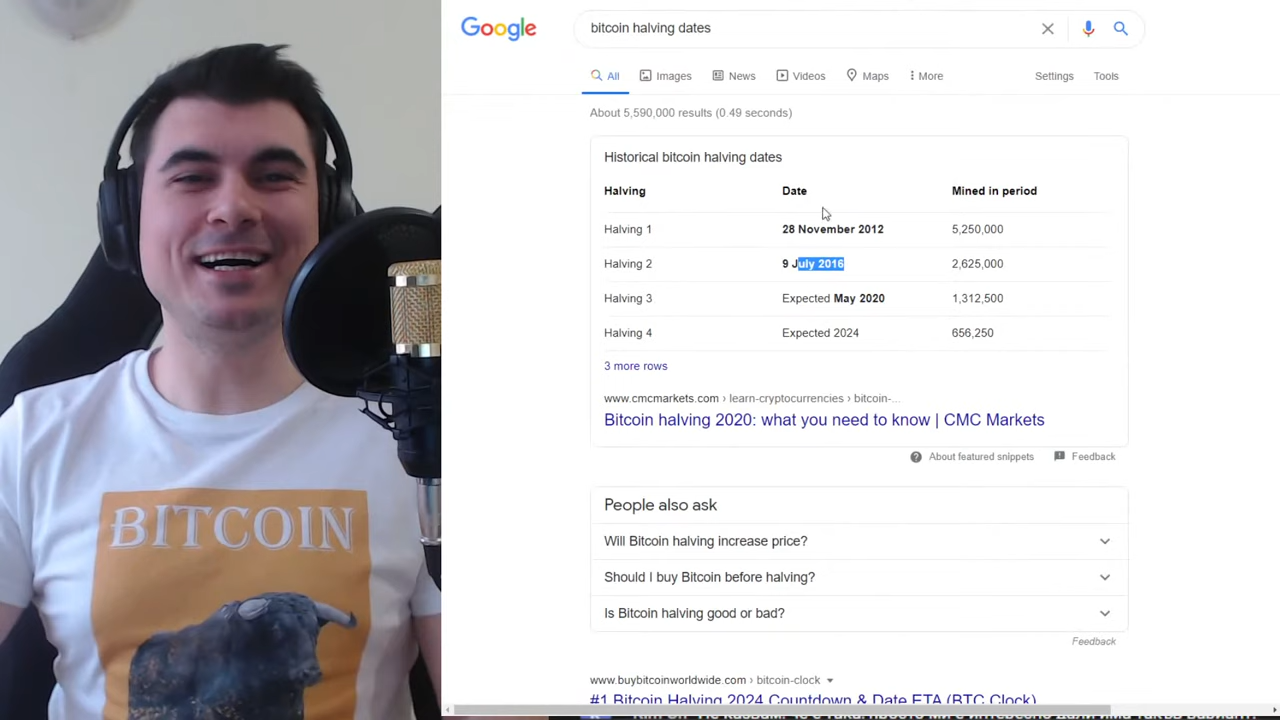 Google
bitcoin halving dates
All Images News Videos Maps More Settings Tools
About 5,590,000 results (0.49 seconds)
Historical bitcoin halving dates
Halving Date Mined in period
Halving 1 28 November 2012 5,250,000
Halving 2 9 July 2016 2,625,000
Halving 3 Expected May 2020 1,312,500
Halving 4 Expected 2024 656,250
3 more rows
www.cmcmarkets.com › learn-cryptocurrencies › bitcoin-...
Bitcoin halving 2020: what you need to know | CMC Markets
About featured snippets Feedback
People also ask
Will Bitcoin halving increase price?
Should I buy Bitcoin before halving?
Is Bitcoin halving good or bad?
Feedback
www.buybitcoinworldwide.com › bitcoin-clock
#1 Bitcoin Halving 2024 Countdown & Date ETA (BTC Clock)
BITCOIN